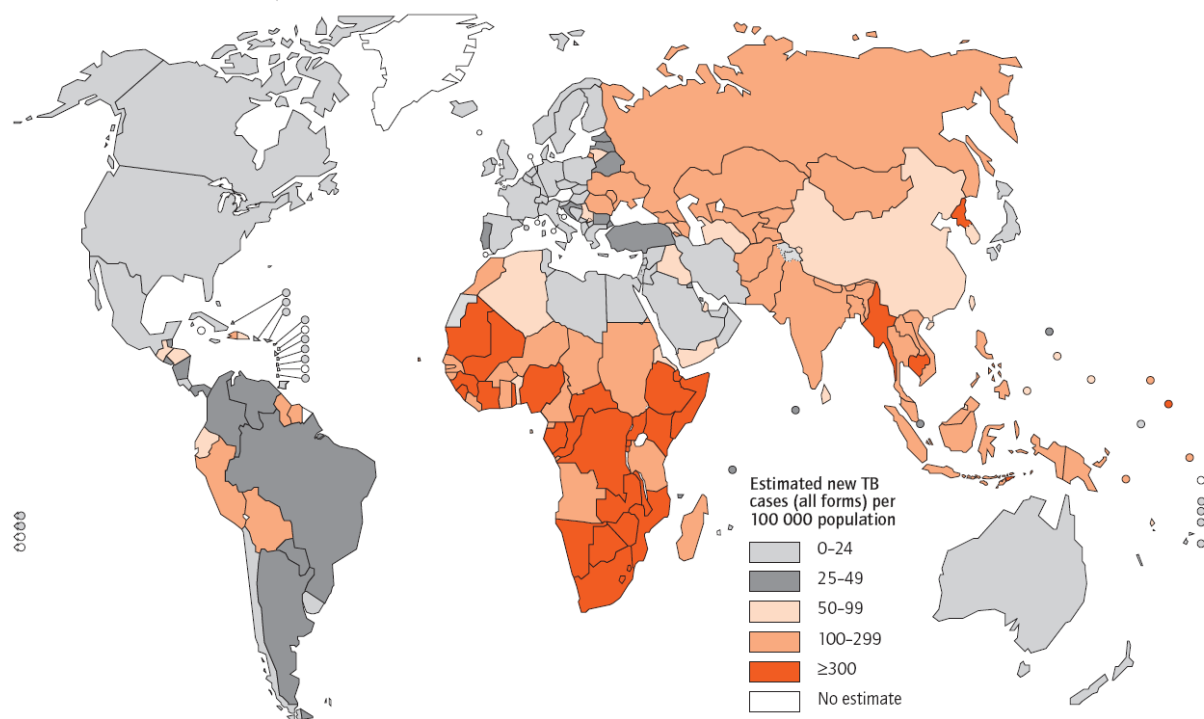 Estimated new TB
cases (all forms) per
100 000 population
0–24
25–49
50–99
100–299
≥300
No estimate